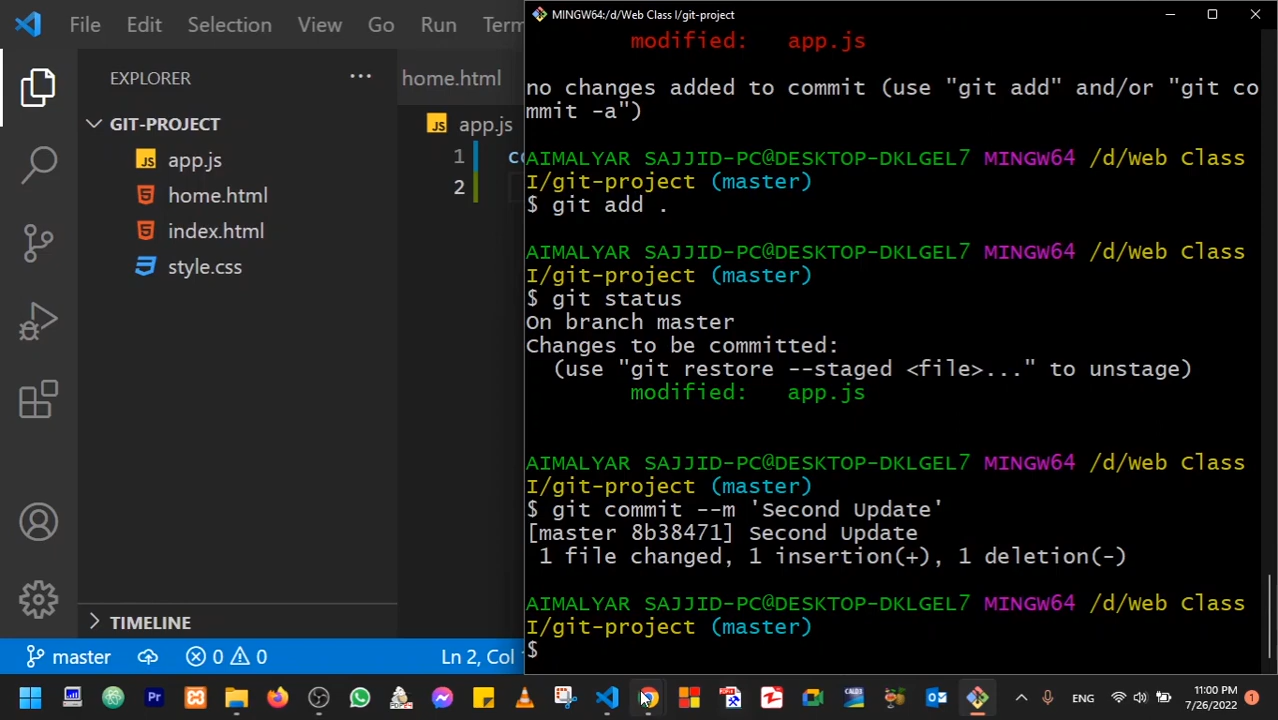 File Edit Selection View Go Run Term
MINGW64:/d/Web Class I/git-project
EXPLORER
GIT-PROJECT
app.js
home.html
index.html
style.css
TIMELINE
home.html
app.js
1
2
modified: app.js
no changes added to commit (use "git add" and/or "git co
mmit -a")
AIMALYAR SAJJID-PC@DESKTOP-DKLGEL7 MINGW64 /d/Web Class
I/git-project (master)
$ git add .
AIMALYAR SAJJID-PC@DESKTOP-DKLGEL7 MINGW64 /d/Web Class
I/git-project (master)
$ git status
On branch master
Changes to be committed:
(use "git restore --staged <file>..." to unstage)
modified: app.js
AIMALYAR SAJJID-PC@DESKTOP-DKLGEL7 MINGW64 /d/Web Class
I/git-project (master)
$ git commit --m 'Second Update'
[master 8b38471] Second Update
1 file changed, 1 insertion(+), 1 deletion(-)
AIMALYAR SAJJID-PC@DESKTOP-DKLGEL7 MINGW64 /d/Web Class
I/git-project (master)
$
master 0 0 Ln 2, Col
ENG
11:00 PM
7/26/2022
1